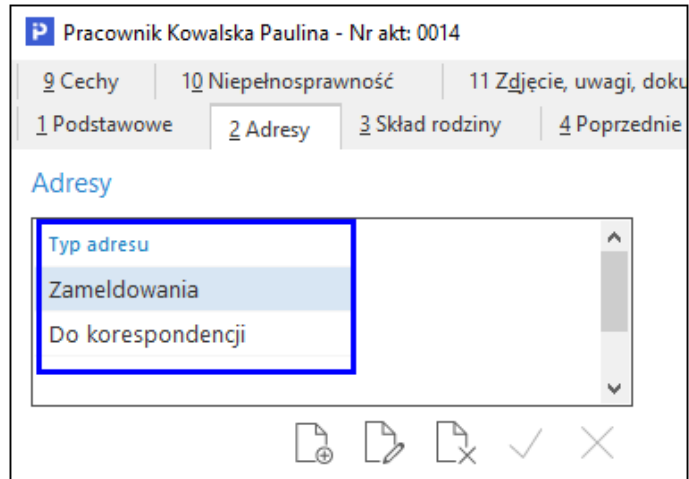 Pracownik Kowalska Paulina - Nr akt: 0014
9 Cechy 10 Niepełnosprawność 11 Zdjęcie, uwagi, doku
1 Podstawowe 2 Adresy 3 Skład rodziny 4 Poprzednie
Adresy
Typ adresu
Zameldowania
Do korespondencji